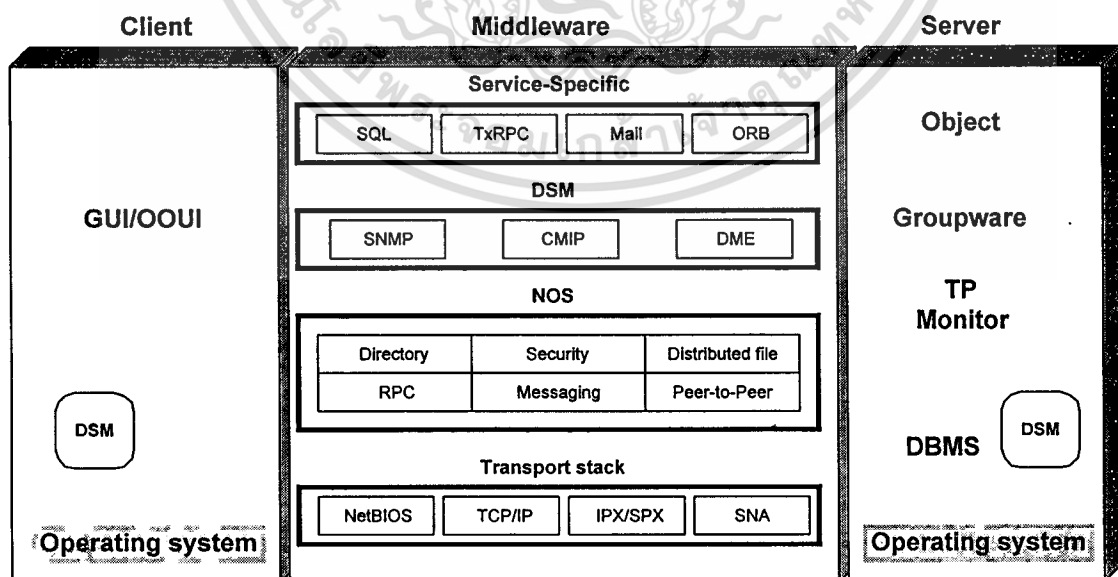 Client
Middleware
Server
GUI/OOUI
DSM
Operating system
Service-Specific
SQL
TxRPC
Mail
ORB
DSM
SNMP
CMIP
DME
NOS
Directory
Security
Distributed file
RPC
Messaging
Peer-to-Peer
Transport stack
NetBIOS
TCP/IP
IPX/SPX
SNA
Object
Groupware
TP
Monitor
DBMS
DSM
Operating system